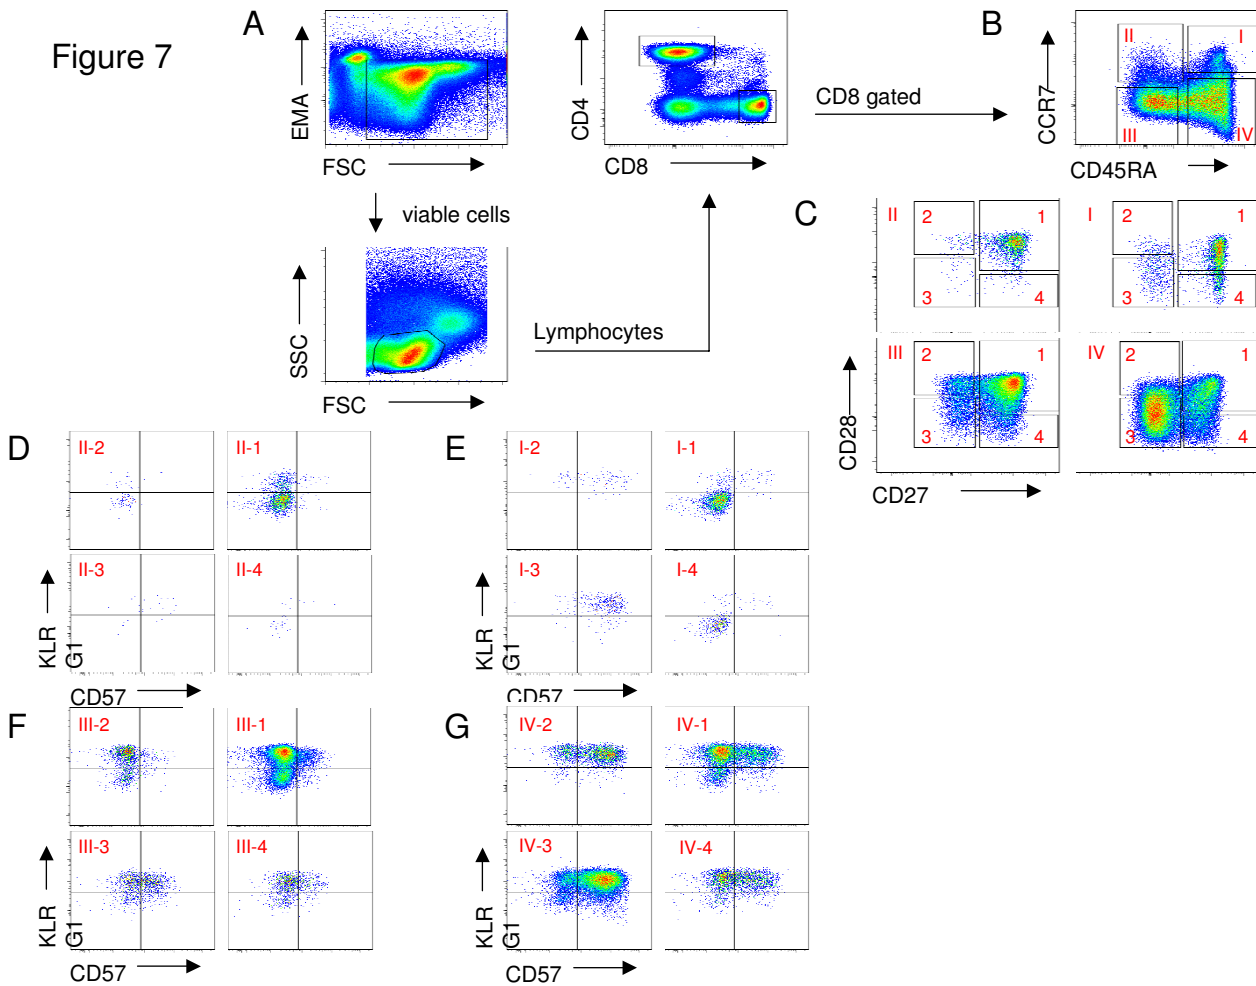 Figure 7
A
EMA
FSC
viable cells
SSC
FSC
Lymphocytes
CD4
CD8
CD8 gated
B
II
I
III
IV
CCR7
CD45RA
C
II
2
1
3
4
I
2
1
3
4
III
2
1
3
4
IV
2
1
3
4
CD28
CD27
D
II-2
II-1
II-3
II-4
KLR
G1
CD57
E
I-2
I-1
I-3
I-4
KLR
G1
CD57
F
III-2
III-1
III-3
III-4
KLR
G1
CD57
G
IV-2
IV-1
IV-3
IV-4
KLR
G1
CD57